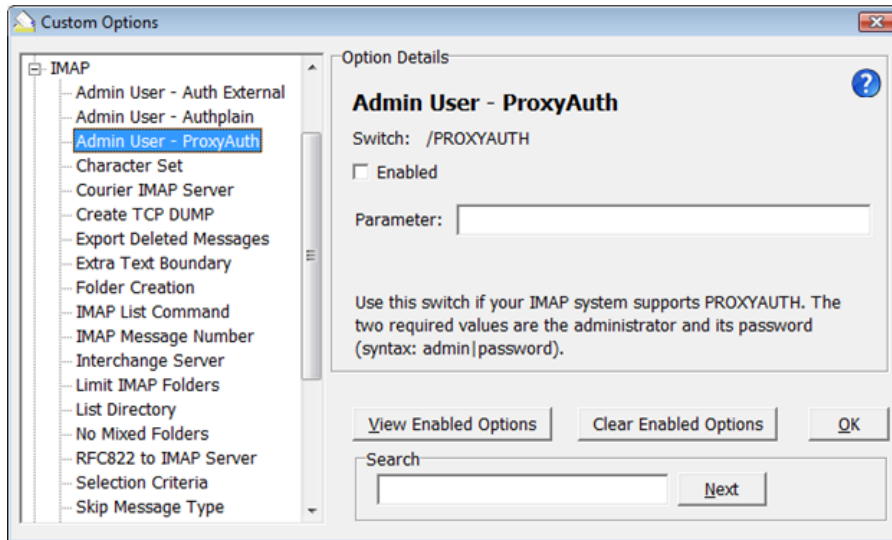 Custom Options
IMAP
Admin User - Auth External
Admin User - Authplain
Admin User - ProxyAuth
Character Set
Courier IMAP Server
Create TCP DUMP
Export Deleted Messages
Extra Text Boundary
Folder Creation
IMAP List Command
IMAP Message Number
Interchange Server
Limit IMAP Folders
List Directory
No Mixed Folders
RFC822 to IMAP Server
Selection Criteria
Skip Message Type
Option Details
?
Admin User - ProxyAuth
Switch: /PROXYAUTH
Enabled
Parameter:
Use this switch if your IMAP system supports PROXYAUTH. The
two required values are the administrator and its password
(syntax: admin|password).
View Enabled Options
Clear Enabled Options
OK
Search
Next